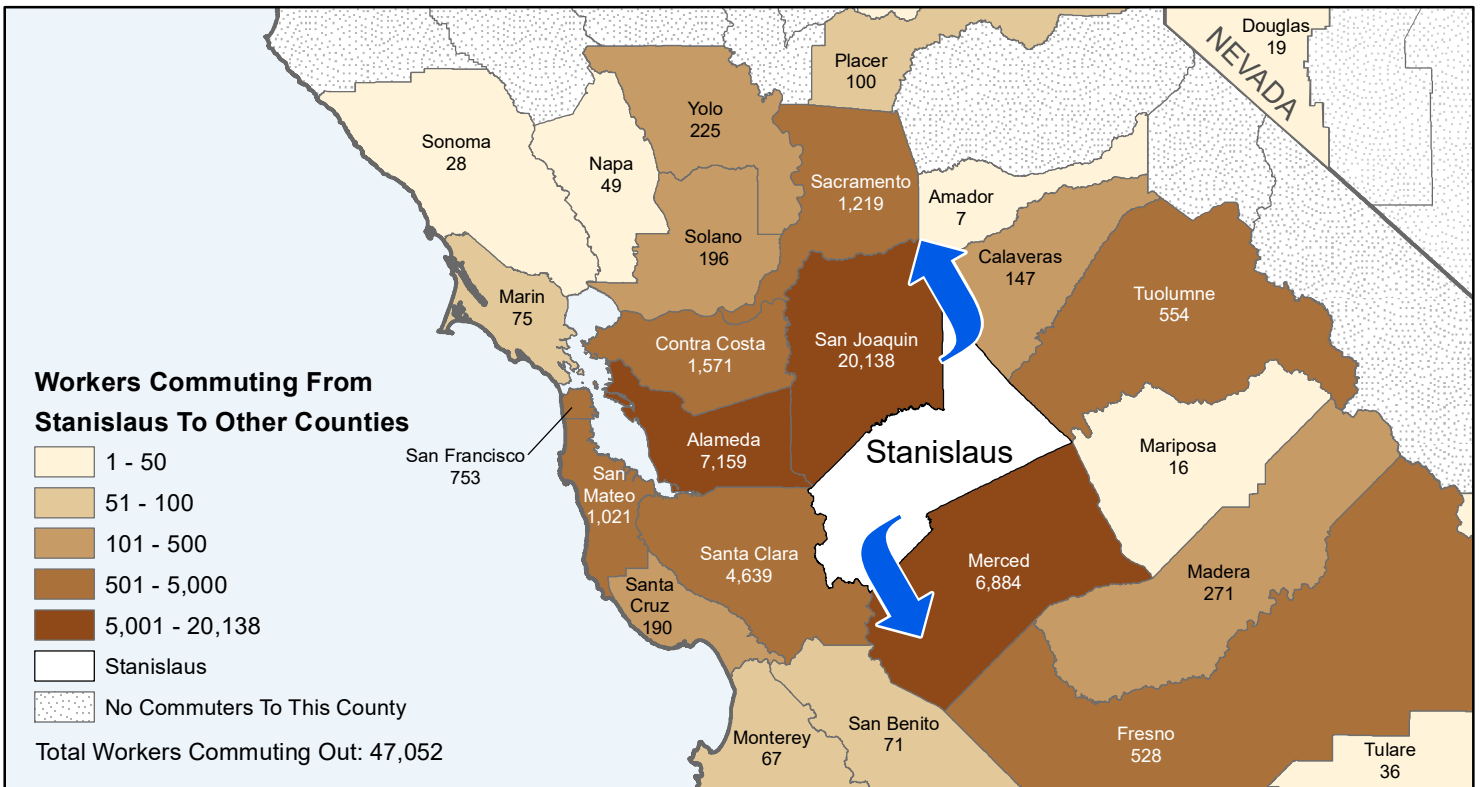 Douglas
19
NEVADA
Placer
100
Yolo
225
Sonoma
28
Napa
49
Sacramento
1,219
Amador
7
Solano
196
Calaveras
147
Marin
75
Tuolumne
554
Contra Costa
1,571
San Joaquin
20,138
Alameda
7,159
Stanislaus
Mariposa
16
San Francisco
753
San
Mateo
1,021
Santa Clara
4,639
Merced
6,884
Madera
271
Santa
Cruz
190
Monterey
67
San Benito
71
Fresno
528
Tulare
36
Workers Commuting From
Stanislaus To Other Counties
1 - 50
51 - 100
101 - 500
501 - 5,000
5,001 - 20,138
Stanislaus
No Commuters To This County
Total Workers Commuting Out: 47,052